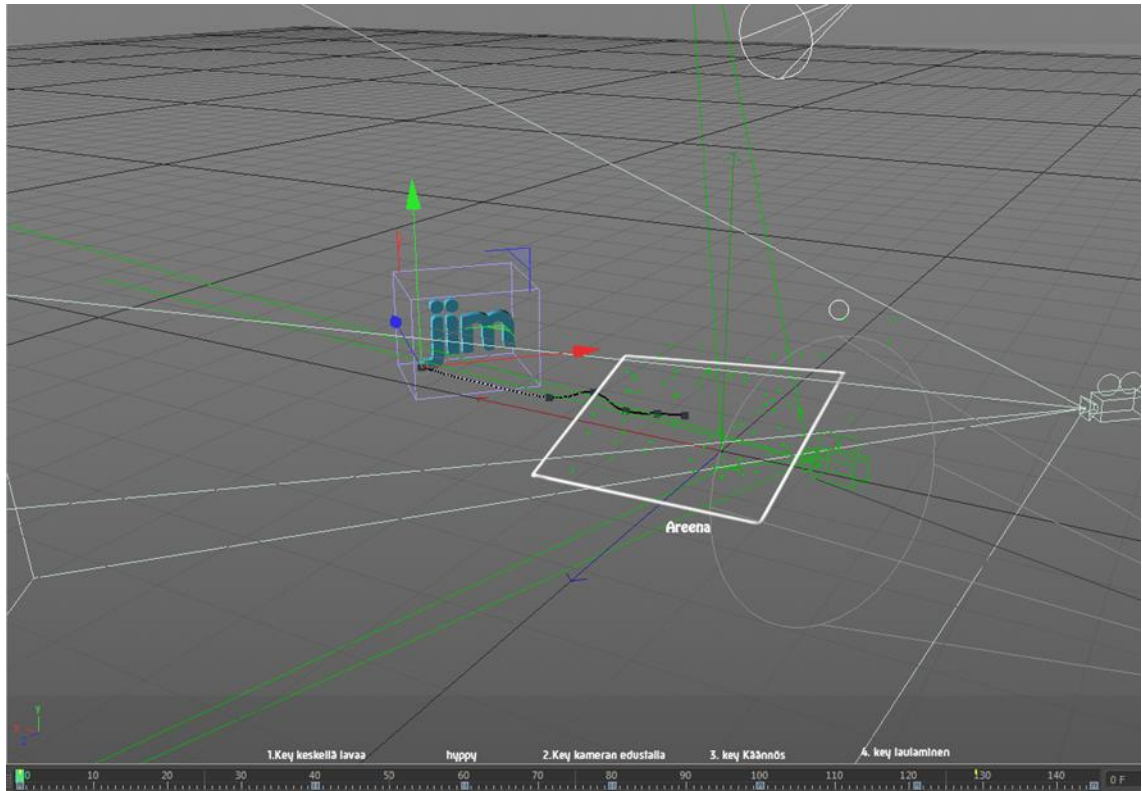 jim
Areena
1.Key keskellä lavaa hyppy 2.Key kameran edustalla 3. key Käännös 4. key laulaminen
0 10 20 30 40 50 60 70 80 90 100 110 120 130 140 0 F
Y
X
Z